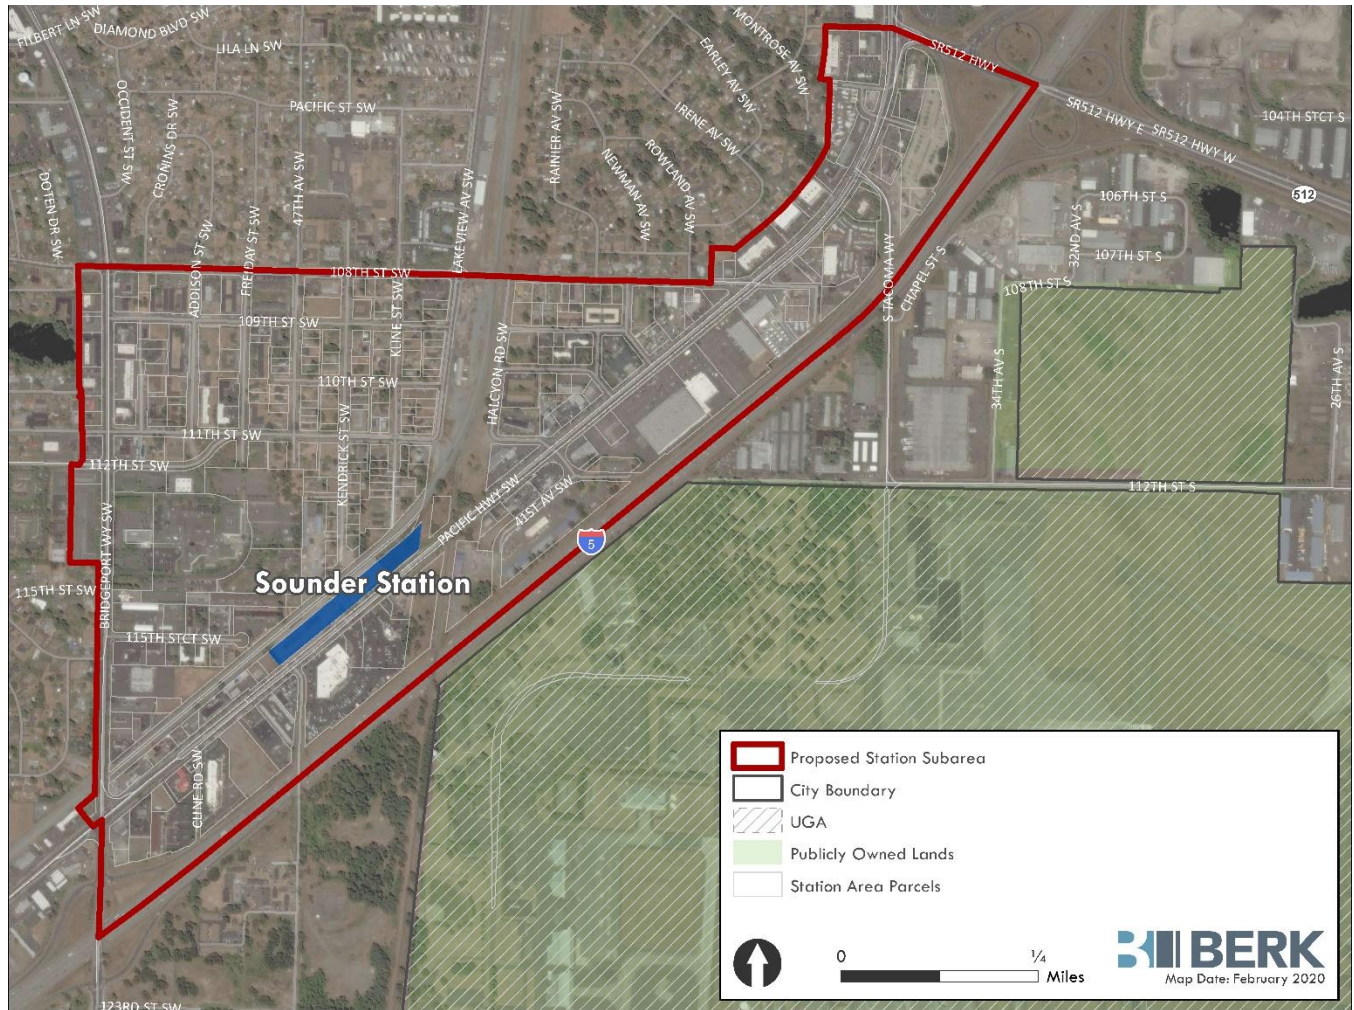 FILBERT LN SW
DIAMOND BLVD SW
LILA LN SW
MONTROSE AV SW
EARLEY AV SW
SR512 HWY
OCCIDENT ST SW
CRONINS DR SW
PACIFIC ST SW
47TH AV SW
RAINIER AV SW
IRENE AV SW
ROWLAND AV SW
NEWMAN AV SW
SR512 HWY E
SR512 HWY W
104TH STCT S
512
DOTEN DR SW
ADDISON ST SW
FREIDAY ST SW
LAKEVIEW AV SW
106TH ST S
32ND AV S
107TH ST S
108TH ST SW
S TACOMA WY
CHAPEL ST S
108TH ST S
109TH ST SW
KLINE ST SW
HALCYON RD SW
110TH ST SW
34TH AV S
26TH AV S
111TH ST SW
112TH ST SW
KENDRICK ST SW
PACIFIC HWY SW
41ST AV SW
112TH ST S
BRIDGEPORT WY SW
5
115TH ST SW
Sounder Station
115TH STCT SW
CLINE RD SW
123RD ST SW
Proposed Station Subarea
City Boundary
UGA
Publicly Owned Lands
Station Area Parcels
0
¼
Miles
BERK
Map Date: February 2020